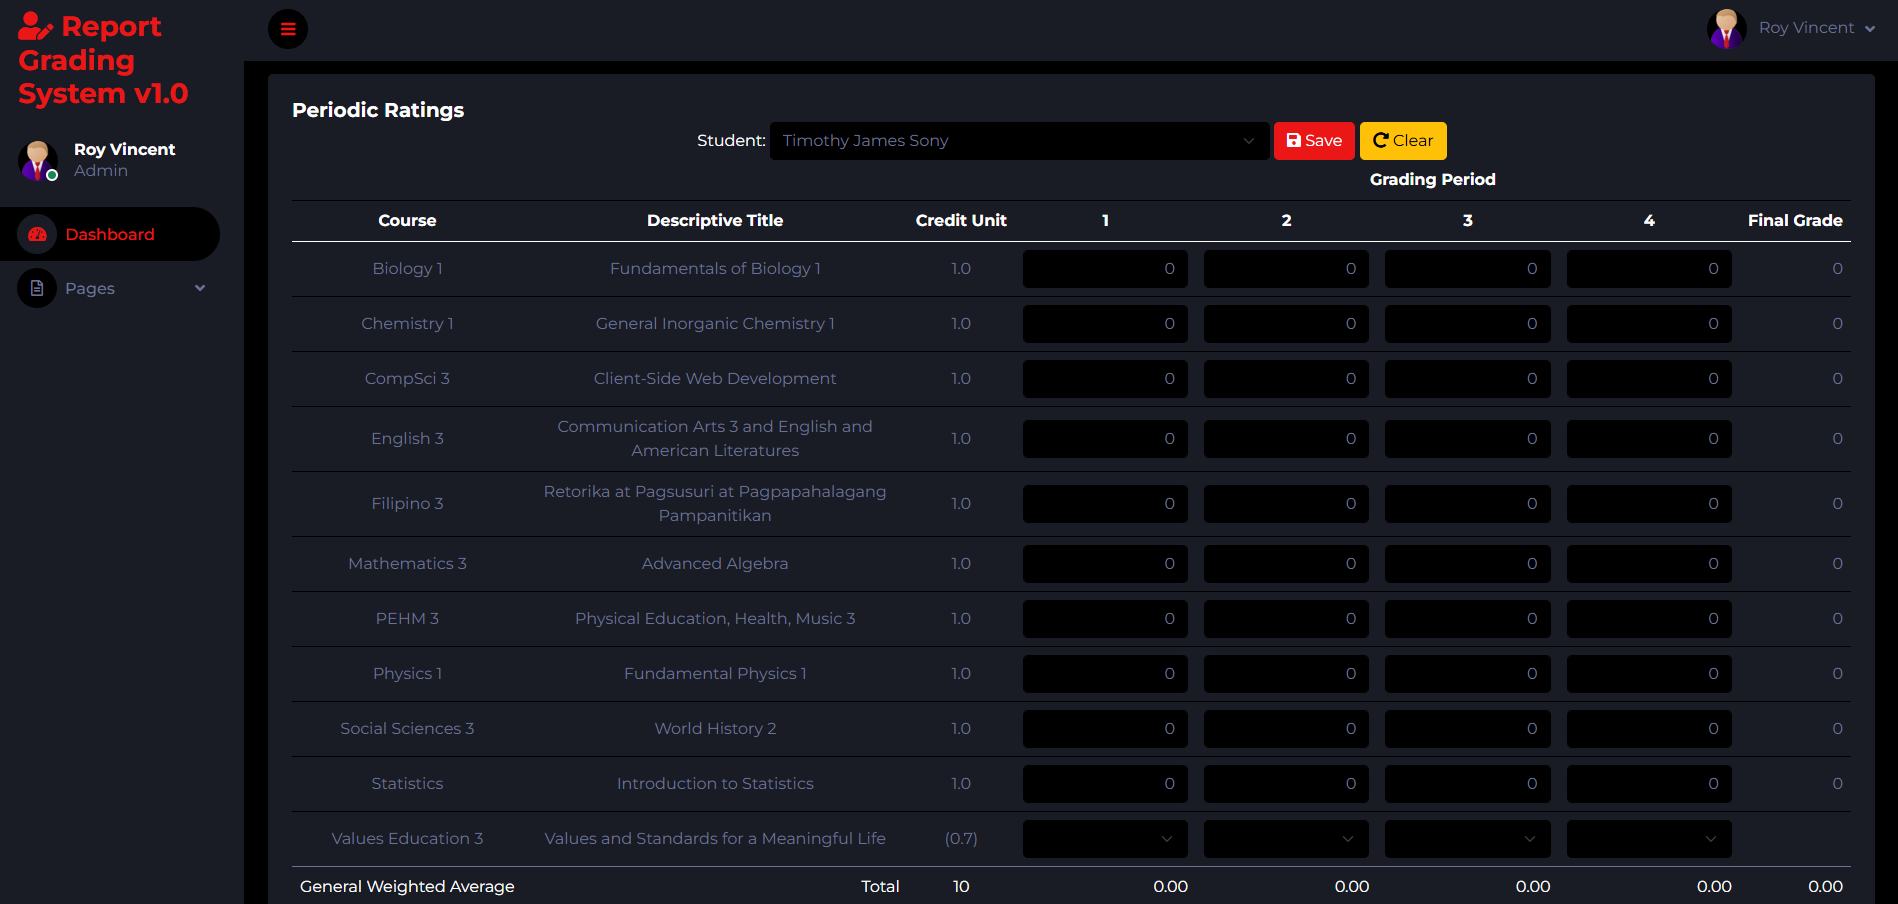 Report
Grading
System v1.0
Roy Vincent
Admin
Dashboard
Pages
Roy Vincent
Periodic Ratings
Student: Timothy James Sony Save Clear
Grading Period
Course Descriptive Title Credit Unit 1 2 3 4 Final Grade
Biology 1 Fundamentals of Biology 1 1.0 0 0 0 0 0
Chemistry 1 General Inorganic Chemistry 1 1.0 0 0 0 0 0
CompSci 3 Client-Side Web Development 1.0 0 0 0 0 0
English 3 Communication Arts 3 and English and
American Literatures 1.0 0 0 0 0 0
Filipino 3 Retorika at Pagsusuri at Pagpapahalagang
Pampanitikan 1.0 0 0 0 0 0
Mathematics 3 Advanced Algebra 1.0 0 0 0 0 0
PEHM 3 Physical Education, Health, Music 3 1.0 0 0 0 0 0
Physics 1 Fundamental Physics 1 1.0 0 0 0 0 0
Social Sciences 3 World History 2 1.0 0 0 0 0 0
Statistics Introduction to Statistics 1.0 0 0 0 0 0
Values Education 3 Values and Standards for a Meaningful Life (0.7)
General Weighted Average Total 10 0.00 0.00 0.00 0.00 0.00